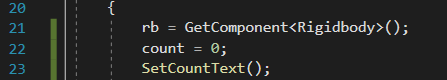 20 {
21 rb = GetComponent<Rigidbody>();
22 count = 0;
23 SetCountText();